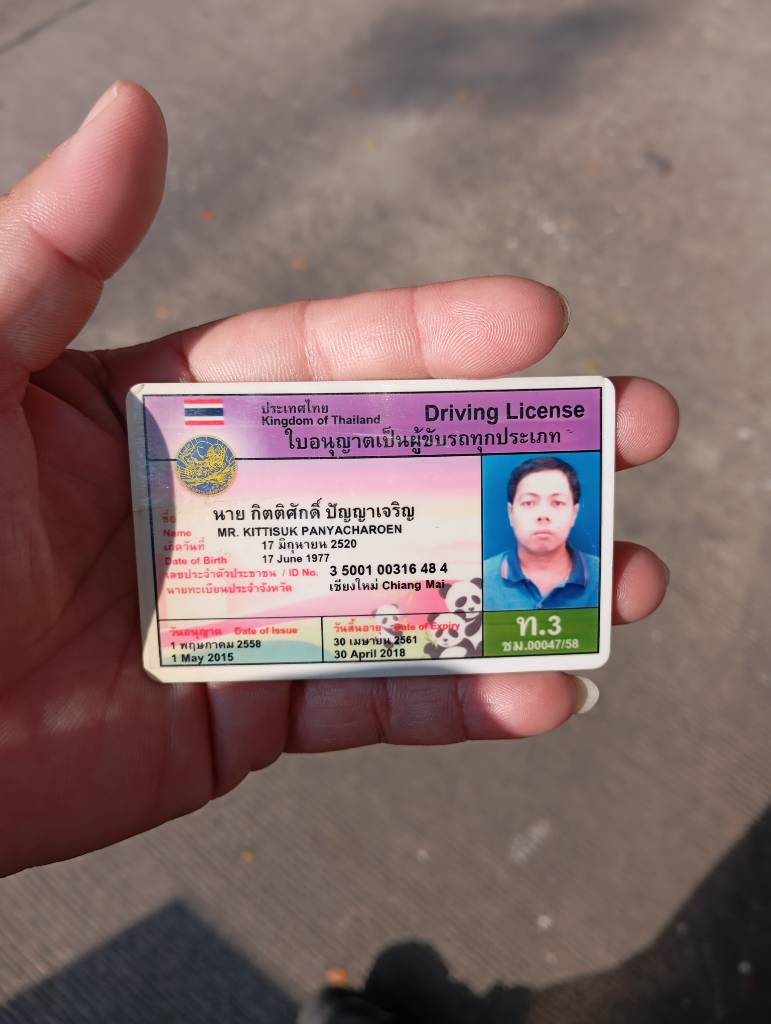 ประเทศไทย
Kingdom of Thailand
Driving License
ใบอนุญาตเป็นผู้ขับรถทุกประเภท
ชื่อ นาย กิตติศักดิ์ ปัญญาเจริญ
Name MR. KITTISUK PANYACHAROEN
เกิดวันที่ 17 มิถุนายน 2520
Date of Birth 17 June 1977
เลขประจำตัวประชาชน / ID No. 3 5001 00316 48 4
นายทะเบียนประจำจังหวัด เชียงใหม่ Chiang Mai
วันอนุญาต Date of Issue
1 พฤษภาคม 2558
1 May 2015
วันสิ้นอายุ Date of Expiry
30 เมษายน 2561
30 April 2018
ท.3
ชม.00047/58